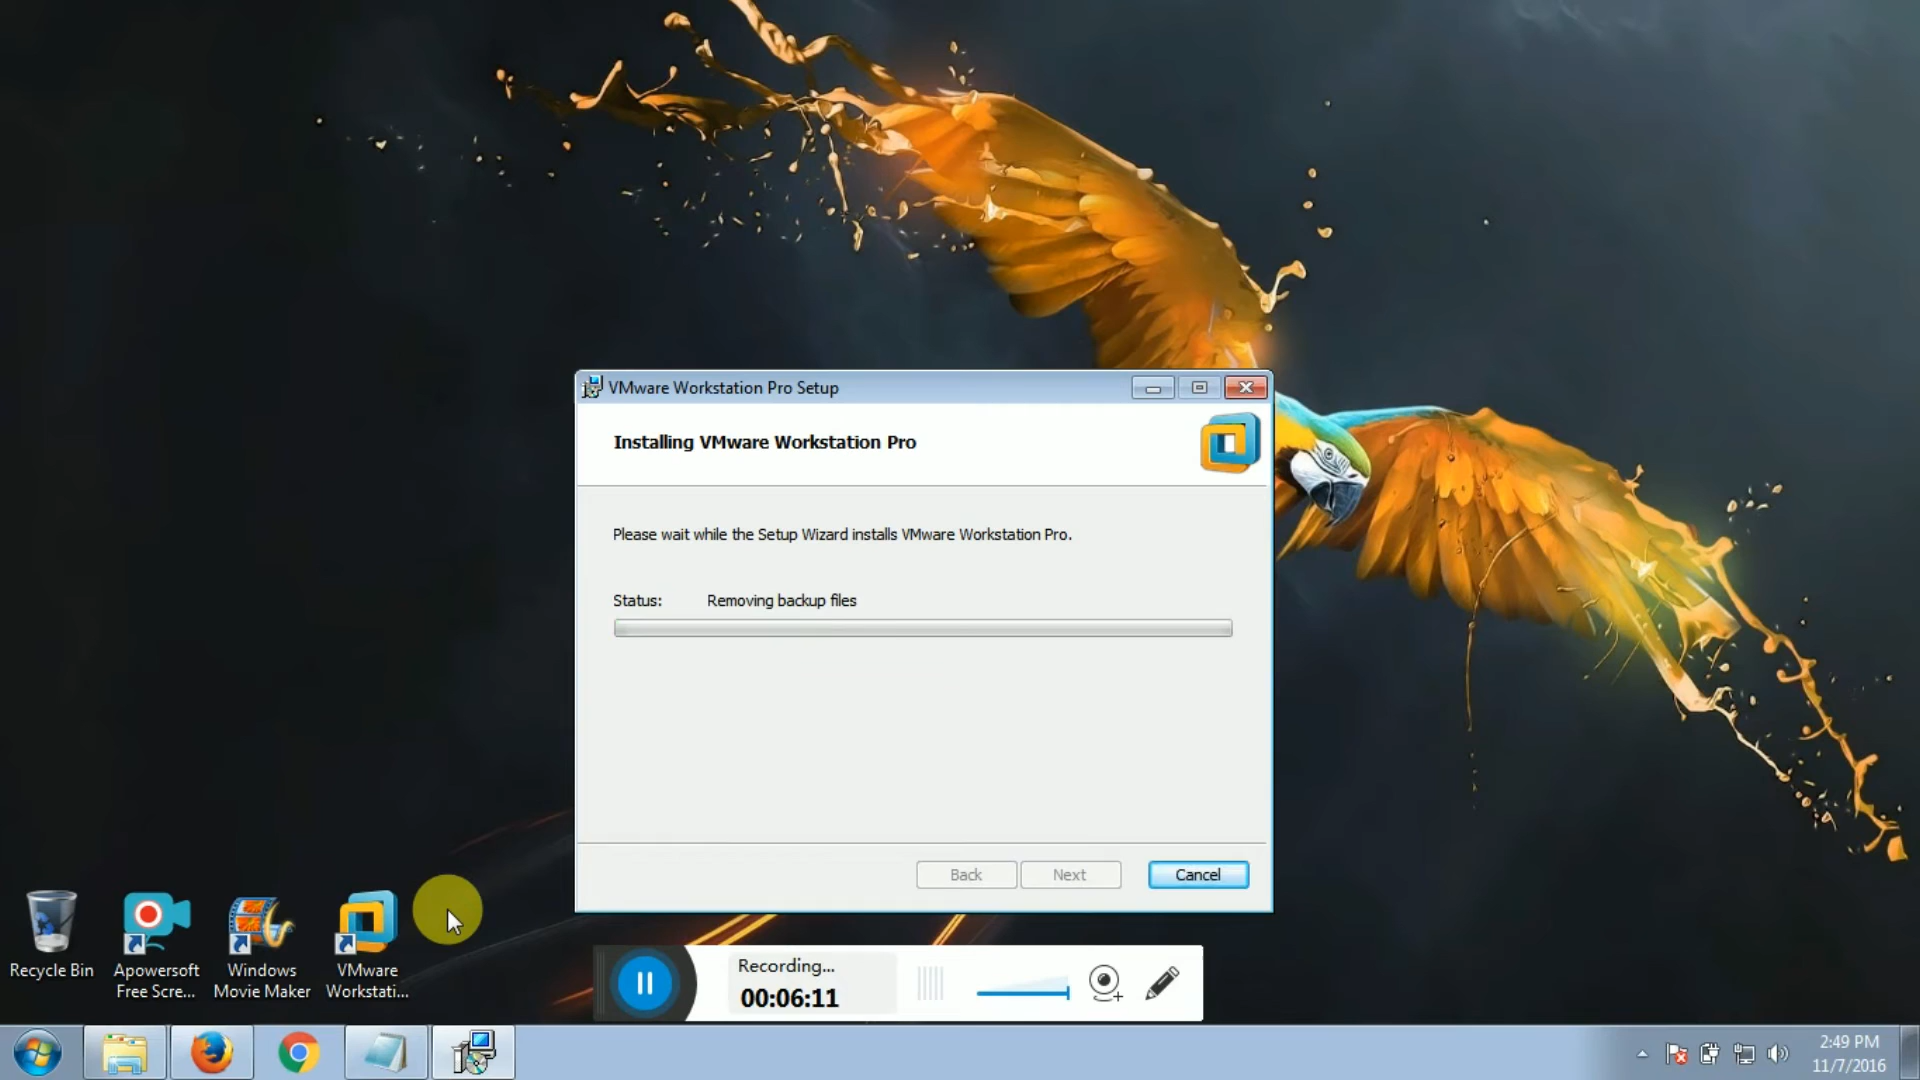 VMware Workstation Pro Setup
Installing VMware Workstation Pro
Please wait while the Setup Wizard installs VMware Workstation Pro.
Status: Removing backup files
Back Next Cancel
Recycle Bin
Apowersoft
Free Scre...
Windows
Movie Maker
VMware
Workstati...
Recording...
00:06:11
2:49 PM
11/7/2016